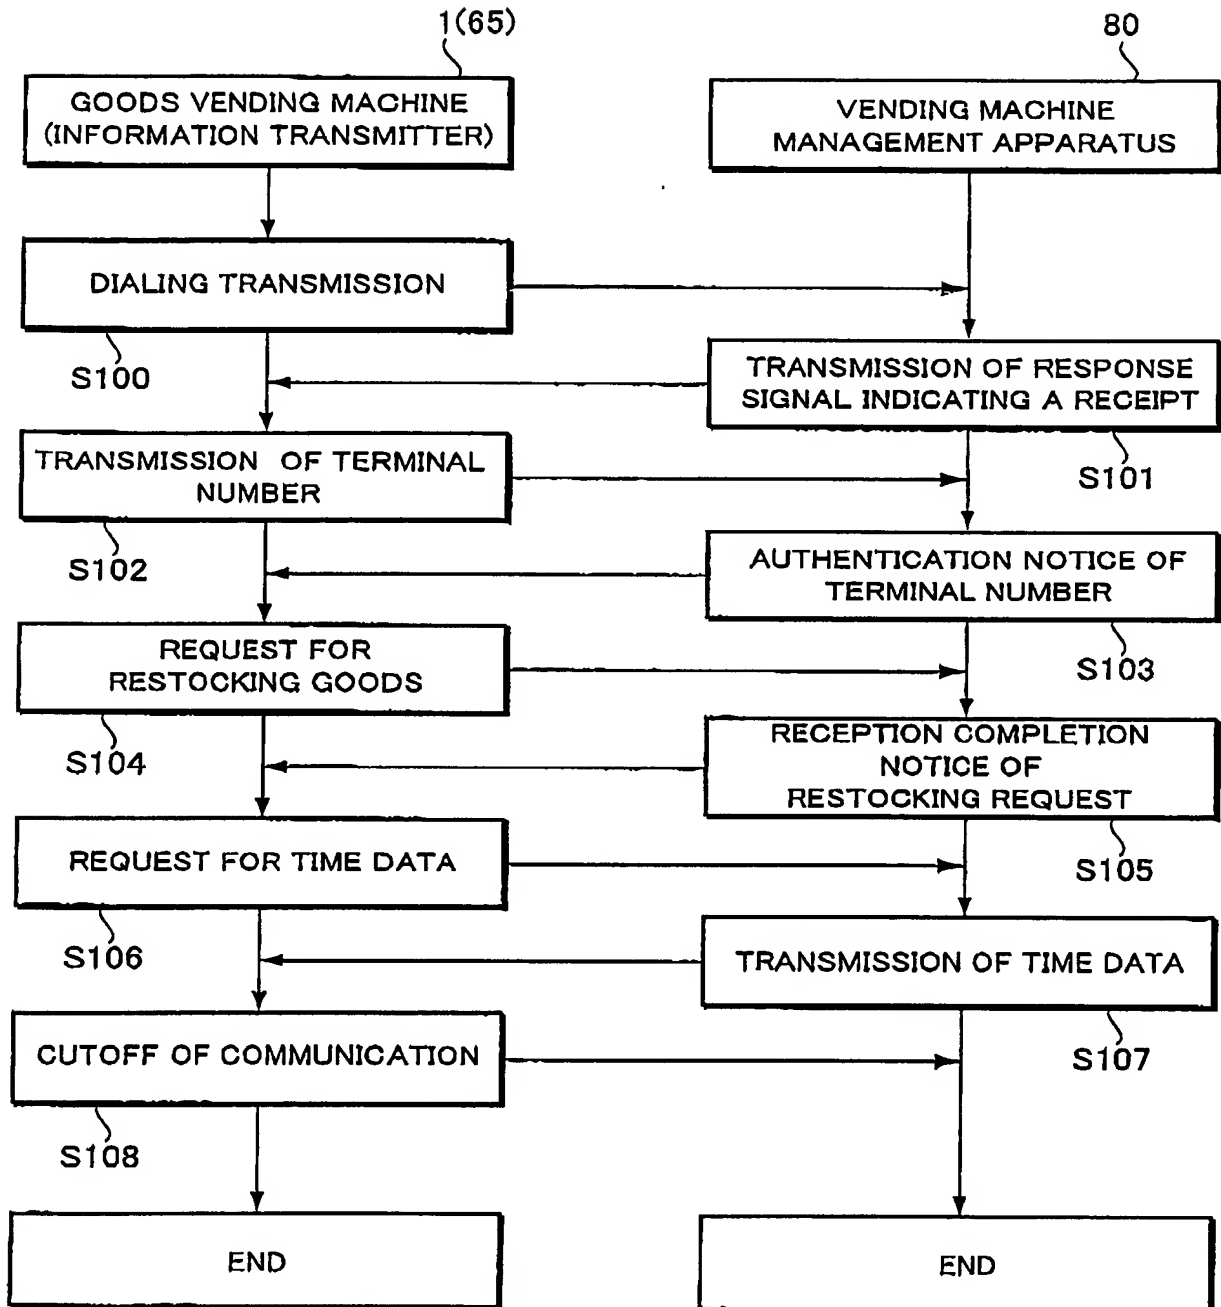 1(65)
80
GOODS VENDING MACHINE
(INFORMATION TRANSMITTER)
VENDING MACHINE
MANAGEMENT APPARATUS
DIALING TRANSMISSION
S100
TRANSMISSION OF RESPONSE
SIGNAL INDICATING A RECEIPT
S101
TRANSMISSION OF TERMINAL
NUMBER
S102
AUTHENTICATION NOTICE OF
TERMINAL NUMBER
S103
REQUEST FOR
RESTOCKING GOODS
S104
RECEPTION COMPLETION
NOTICE OF
RESTOCKING REQUEST
S105
REQUEST FOR TIME DATA
S106
TRANSMISSION OF TIME DATA
S107
CUTOFF OF COMMUNICATION
S108
END
END